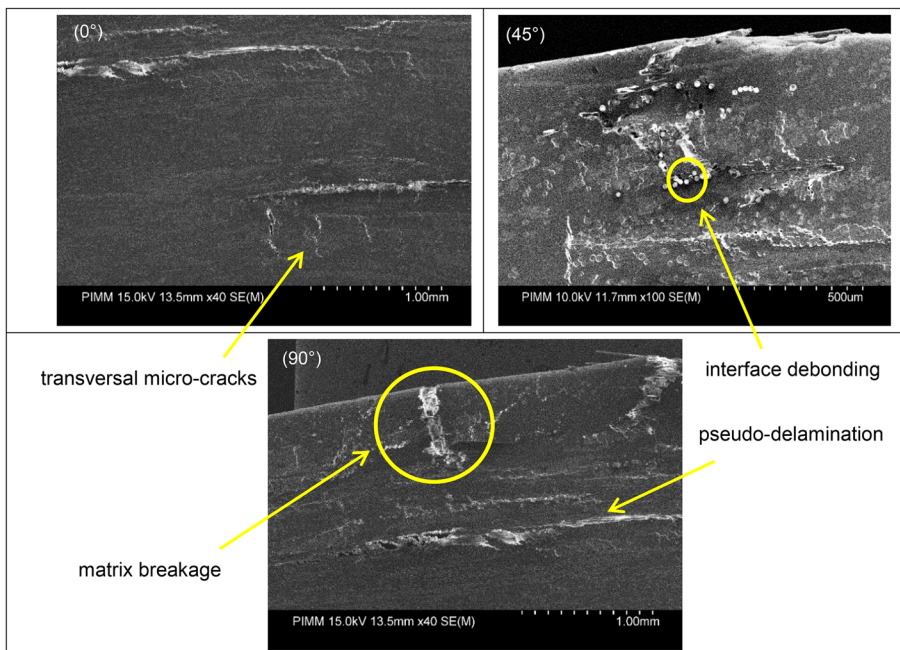 (0°)
PIMM 15.0kV 13.5mm x40 SE(M)
1.00mm
(45°)
PIMM 10.0kV 11.7mm x100 SE(M)
500um
transversal micro-cracks
interface debonding
(90°)
pseudo-delamination
matrix breakage
PIMM 15.0kV 13.5mm x40 SE(M)
1.00mm